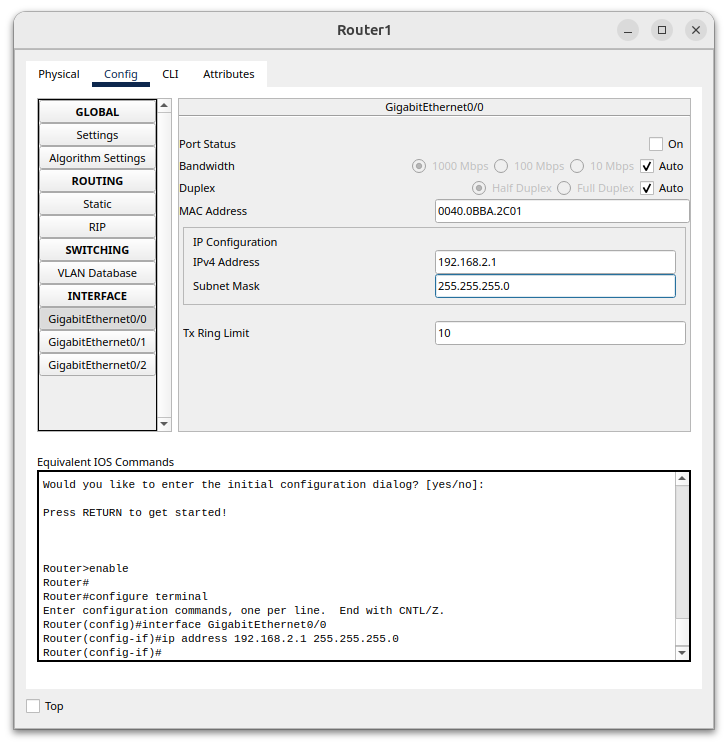 Router1
Physical Config CLI Attributes
GLOBAL
Settings
Algorithm Settings
ROUTING
Static
RIP
SWITCHING
VLAN Database
INTERFACE
GigabitEthernet0/0
GigabitEthernet0/1
GigabitEthernet0/2
GigabitEthernet0/0
Port Status On
Bandwidth 1000 Mbps 100 Mbps 10 Mbps Auto
Duplex Half Duplex Full Duplex Auto
MAC Address 0040.0BBA.2C01
IP Configuration
IPv4 Address 192.168.2.1
Subnet Mask 255.255.255.0
Tx Ring Limit 10
Equivalent IOS Commands
Would you like to enter the initial configuration dialog? [yes/no]:
Press RETURN to get started!
Router>enable
Router#
Router#configure terminal
Enter configuration commands, one per line.  End with CNTL/Z.
Router(config)#interface GigabitEthernet0/0
Router(config-if)#ip address 192.168.2.1 255.255.255.0
Router(config-if)#
Top